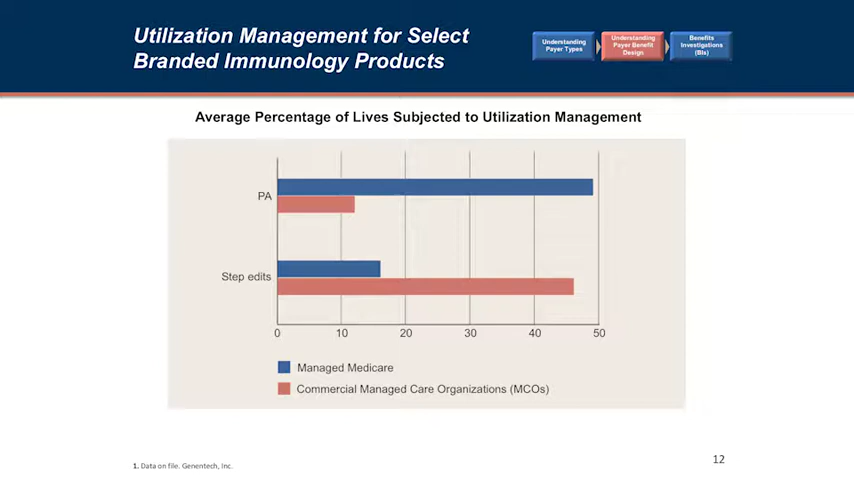 Utilization Management for Select
Branded Immunology Products
Understanding
Payer Types
Understanding
Payer Benefit
Design
Benefits
Investigations
(BIs)
Average Percentage of Lives Subjected to Utilization Management
PA
Step edits
0 10 20 30 40 50
Managed Medicare
Commercial Managed Care Organizations (MCOs)
1. Data on file. Genentech, Inc.
12